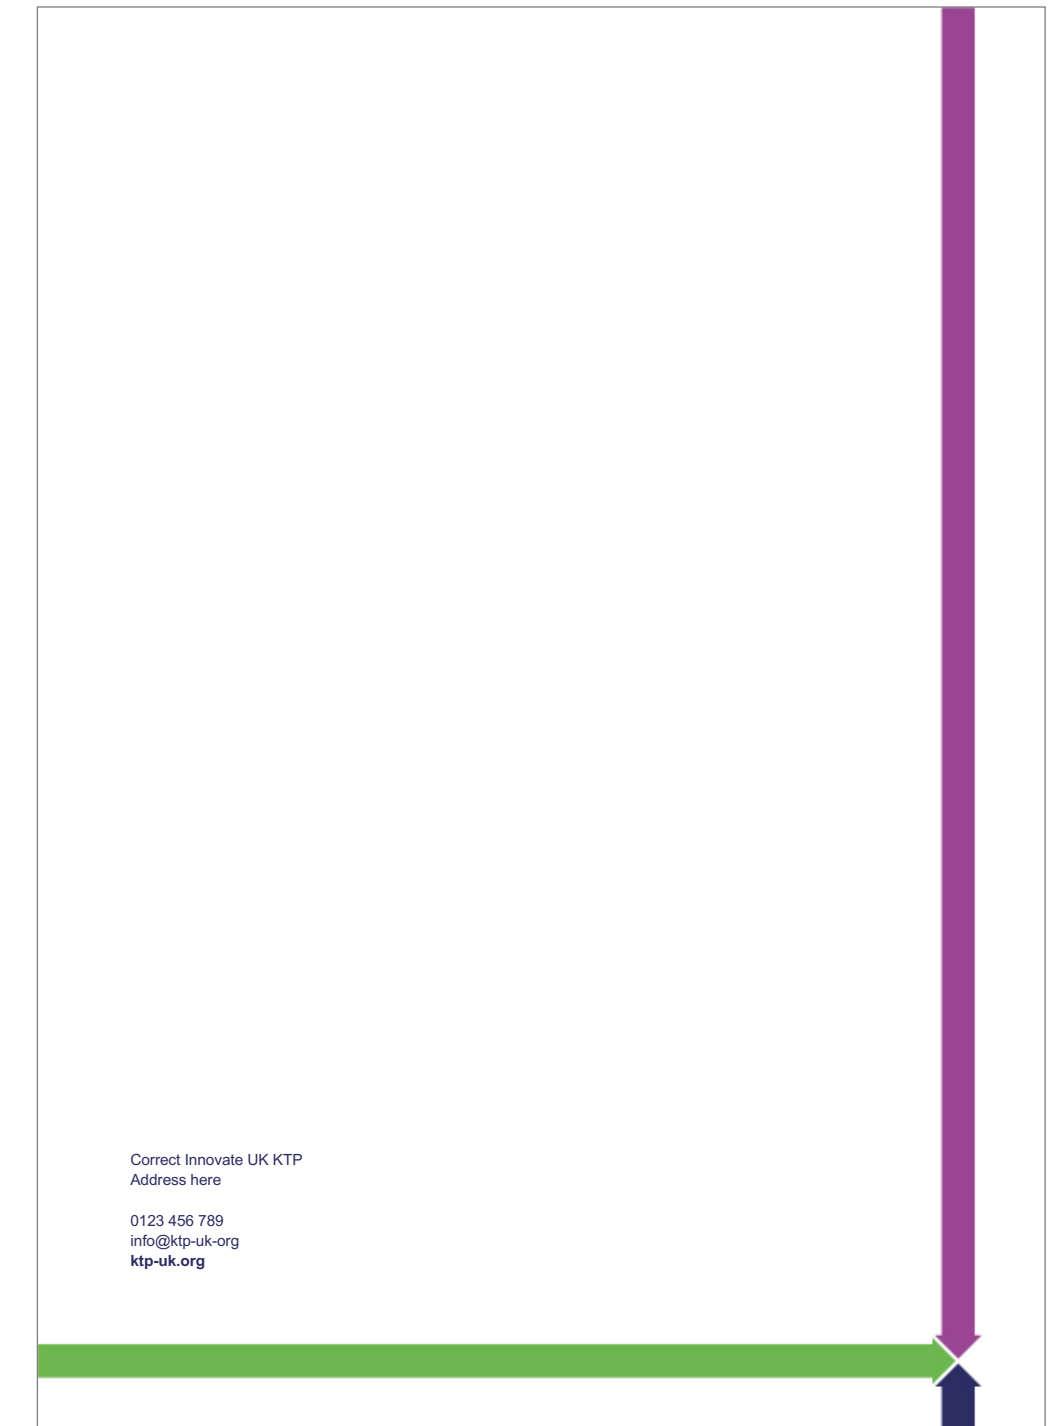 Correct Innovate UK KTP
Address here
0123 456 789
info@ktp-uk-org
ktp-uk.org